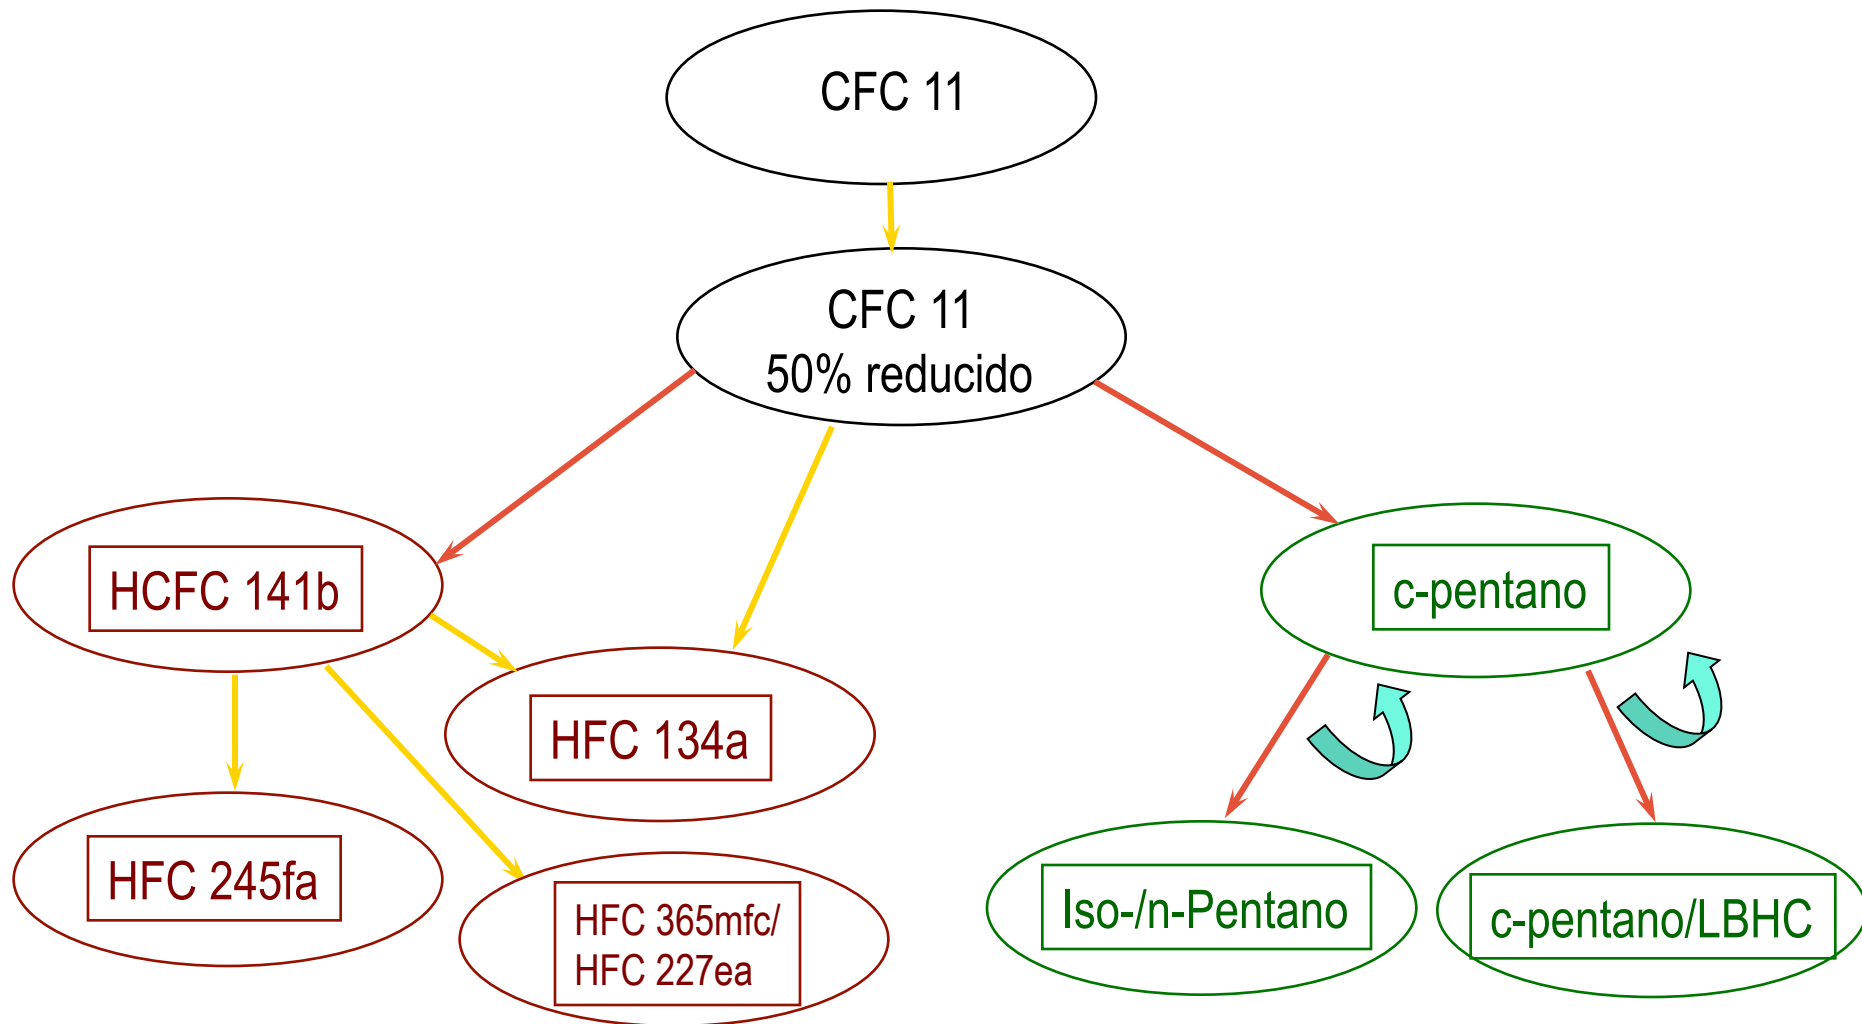 CFC 11
CFC 11
50% reducido
HCFC 141b
c-pentano
HFC 134a
HFC 245fa
HFC 365mfc/
HFC 227ea
Iso-/n-Pentano
c-pentano/LBHC